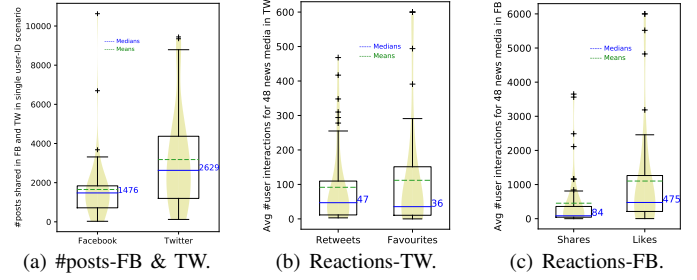 #posts shared in FB and TW in single user-ID scenario
10000
8000
6000
4000
2000
0
Medians
Means
1476
2629
Facebook
Twitter
(a) #posts-FB & TW.
Avg #user interactions for 48 news media in TW
600
500
400
300
200
100
0
Medians
Means
47
36
Retweets
Favourites
(b) Reactions-TW.
Avg #user interactions for 48 news media in FB
6000
5000
4000
3000
2000
1000
0
Medians
Means
84
475
Shares
Likes
(c) Reactions-FB.